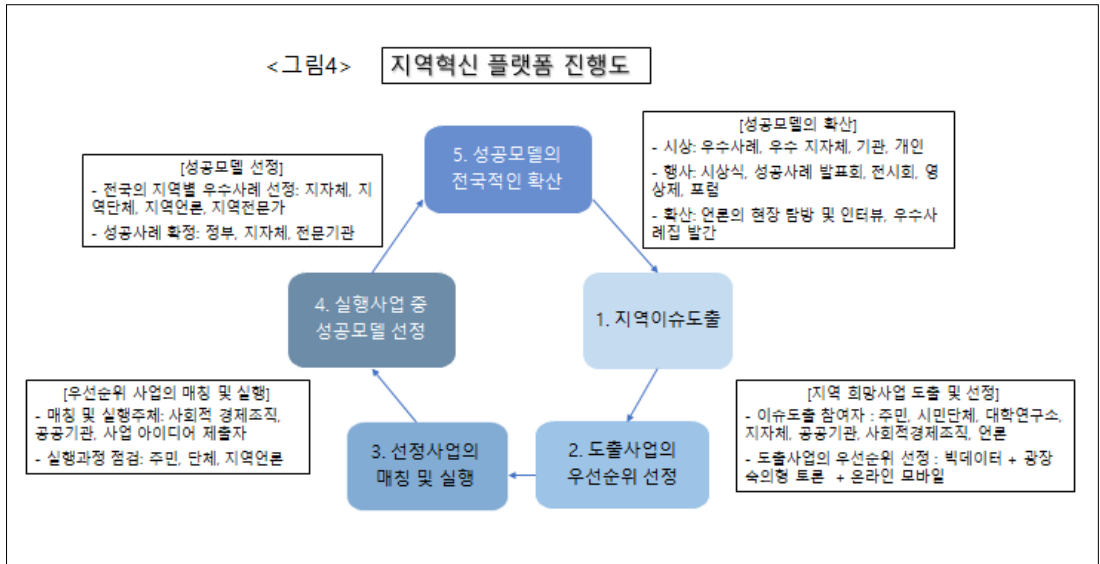 <그림4>
지역혁신 플랫폼 진행도
5. 성공모델의
전국적인 확산
[성공모델의 확산]
- 시상: 우수사례, 우수 지자체, 기관, 개인
- 행사: 시상식, 성공사례 발표회, 전시회, 영
상제, 포럼
- 확산: 언론의 현장 탐방 및 인터뷰, 우수사
례집 발간
[성공모델 선정]
- 전국의 지역별 우수사례 선정: 지자체, 지
역단체, 지역언론, 지역전문가
- 성공사례 확정: 정부, 지자체, 전문기관
4. 실행사업 중
성공모델 선정
1. 지역이슈도출
[우선순위 사업의 매칭 및 실행]
- 매칭 및 실행주체: 사회적 경제조직,
공공기관, 사업 아이디어 제출자
- 실행과정 점검: 주민, 단체, 지역언론
3. 선정사업의
매칭 및 실행
2. 도출사업의
우선순위 선정
[지역 희망사업 도출 및 선정]
- 이슈도출 참여자 : 주민, 시민단체, 대학연구소,
지자체, 공공기관, 사회적경제조직, 언론
- 도출사업의 우선순위 선정 : 빅데이터 + 광장
숙의형 토론 + 온라인 모바일